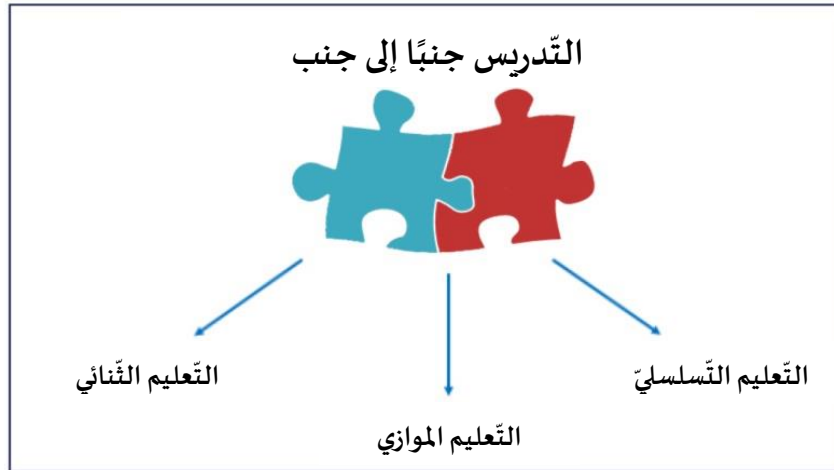 التّدريس جنبًا إلى جنب
التّعليم التّسلسليّ
التّعليم الموازي
التّعليم الثّنائي